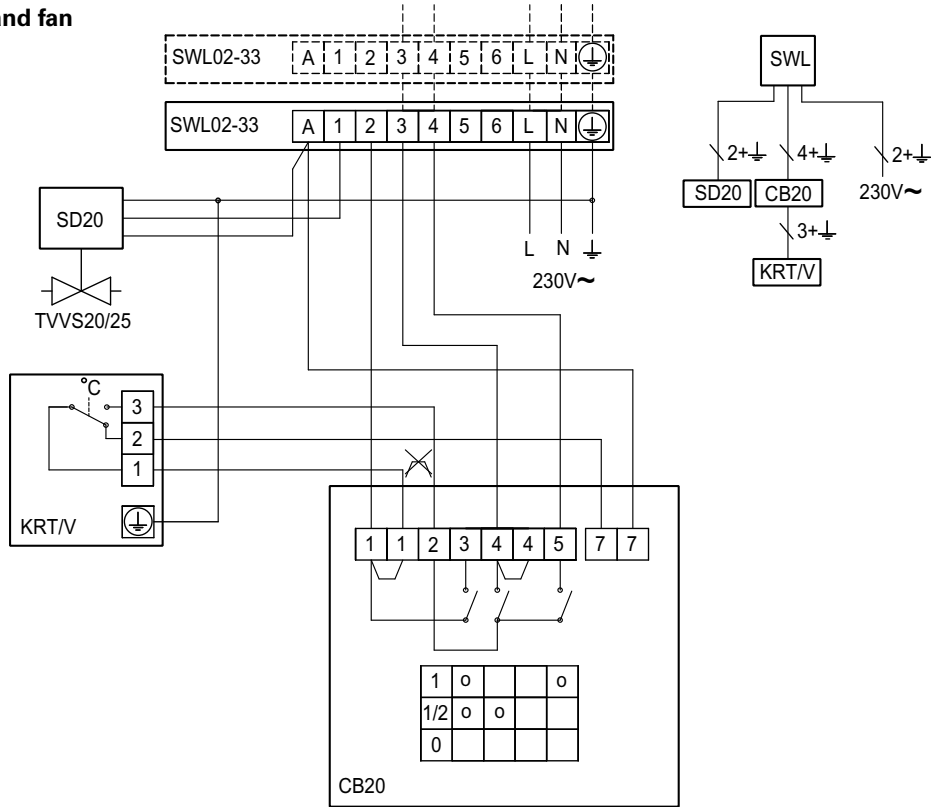 and fan
SWL02-33 A 1 2 3 4 5 6 L N
SWL02-33 A 1 2 3 4 5 6 L N
SD20
TVVS20/25
L N
230V~
SWL
2+ 4+ 2+
SD20 CB20 230V~
3+
KRT/V
°C
3
2
1
KRT/V
1 1 2 3 4 4 5 7 7
1 o o
1/2 o o
0
CB20